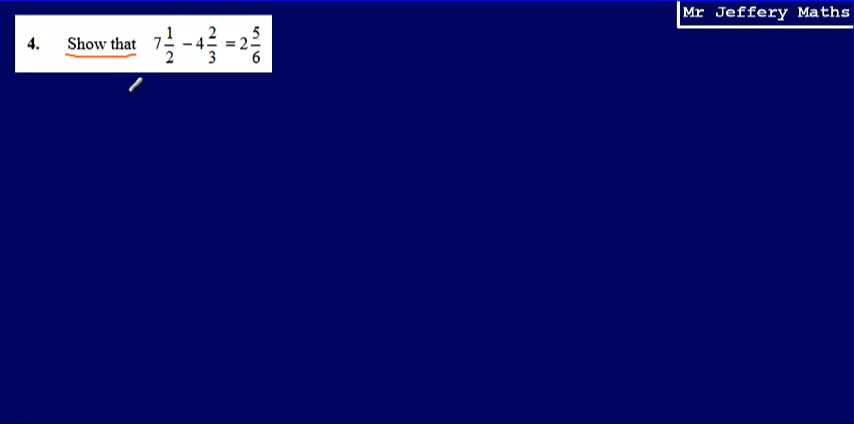 Mr Jeffery Maths
4. Show that 7 1/2 - 4 2/3 = 2 5/6